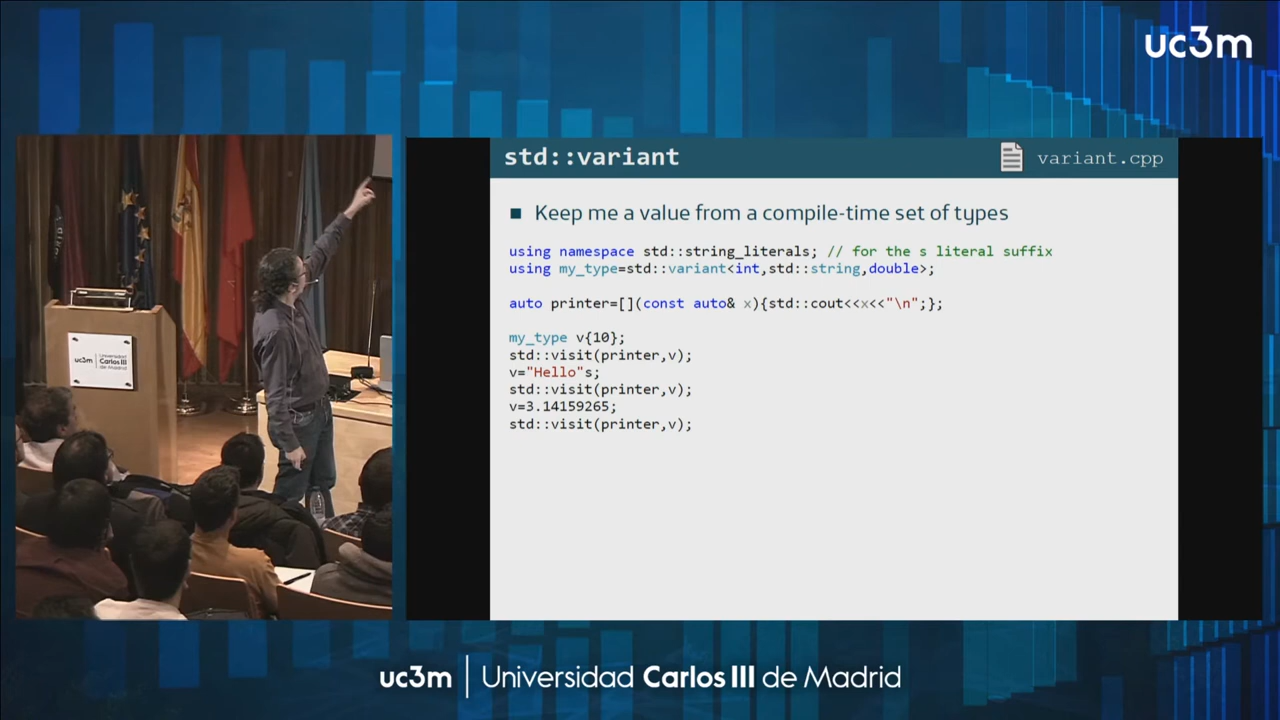 uc3m
std::variant
variant.cpp
■ Keep me a value from a compile-time set of types
using namespace std::string_literals; // for the s literal suffix
using my_type=std::variant<int,std::string,double>;
auto printer=[](const auto& x){std::cout<<x<<"\n";};
my_type v{10};
std::visit(printer,v);
v="Hello"s;
std::visit(printer,v);
v=3.14159265;
std::visit(printer,v);
uc3m | Universidad
Carlos III
de Madrid
uc3m | Universidad Carlos III de Madrid